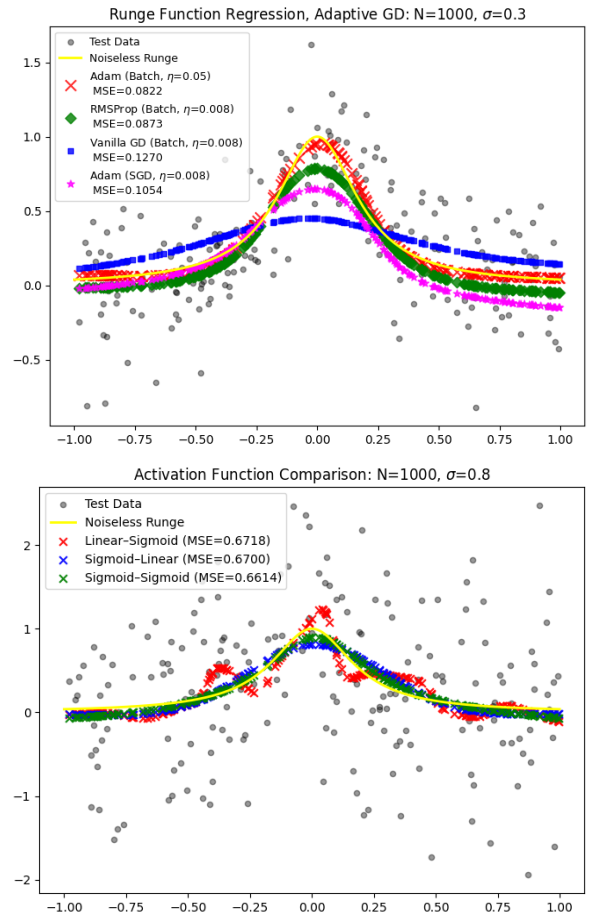 Runge Function Regression, Adaptive GD: N=1000, σ=0.3
Test Data
Noiseless Runge
Adam (Batch, η=0.05)
MSE=0.0822
RMSProp (Batch, η=0.008)
MSE=0.0873
Vanilla GD (Batch, η=0.008)
MSE=0.1270
Adam (SGD, η=0.008)
MSE=0.1054
1.5
1.0
0.5
0.0
−0.5
−1.00 −0.75 −0.50 −0.25 0.00 0.25 0.50 0.75 1.00
Activation Function Comparison: N=1000, σ=0.8
Test Data
Noiseless Runge
Linear–Sigmoid (MSE=0.6718)
Sigmoid–Linear (MSE=0.6700)
Sigmoid–Sigmoid (MSE=0.6614)
2
1
0
−1
−2
−1.00 −0.75 −0.50 −0.25 0.00 0.25 0.50 0.75 1.00